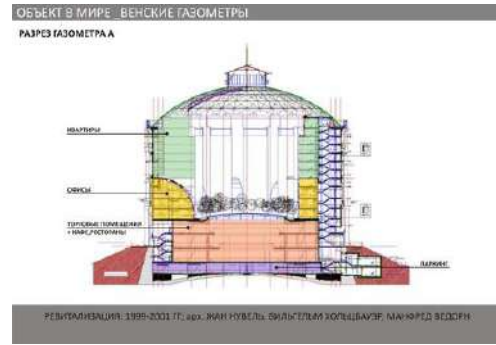 ОБЪЕКТ В МИРЕ _ВЕНСКИЕ ГАЗОМЕТРЫ
РАЗРЕЗ ГАЗОМЕТРА А
КВАРТИРЫ
ОФИСЫ
ТОРГОВЫЕ ПОМЕЩЕНИЯ
+ КАФЕ, РЕСТОРАНЫ
ПАРКИНГ
РЕВИТАЛИЗАЦИЯ: 1999-2001 ГГ; арх. ЖАН НУВЕЛЬ, ВИЛЬГЕЛЬМ ХОЛЬЦБАУЭР, МАНФРЕД ВЕДОРН